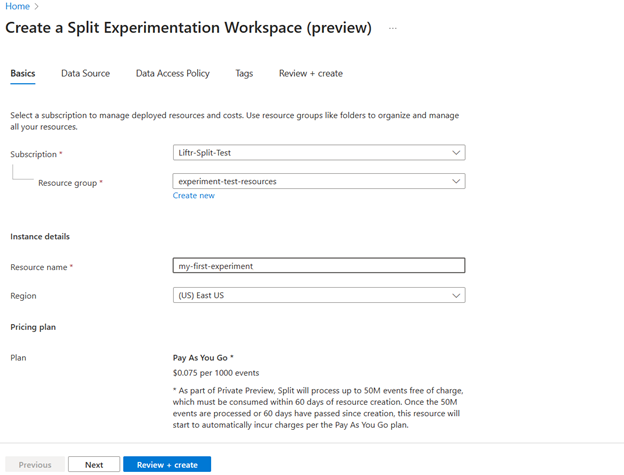 Home >
Create a Split Experimentation Workspace (preview) ...
Basics Data Source Data Access Policy Tags Review + create
Select a subscription to manage deployed resources and costs. Use resource groups like folders to organize and manage
all your resources.
Subscription * Liftr-Split-Test
Resource group * experiment-test-resources
Create new
Instance details
Resource name * my-first-experiment
Region (US) East US
Pricing plan
Plan Pay As You Go *
$0.075 per 1000 events
* As part of Private Preview, Split will process up to 50M events free of charge,
which must be consumed within 60 days of resource creation. Once the 50M
events are processed or 60 days have passed since creation, this resource will
start to automatically incur charges per the Pay As You Go plan.
Previous Next Review + create